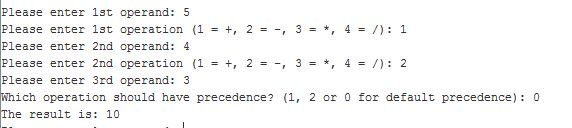 Please enter 1st operand: 5
Please enter 1st operation (1 = +, 2 = -, 3 = *, 4 = /): 1
Please enter 2nd operand: 4
Please enter 2nd operation (1 = +, 2 = -, 3 = *, 4 = /): 2
Please enter 3rd operand: 3
Which operation should have precedence? (1, 2 or 0 for default precedence): 0
The result is: 10